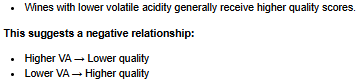 • Wines with lower volatile acidity generally receive higher quality scores.
This suggests a negative relationship:
• Higher VA → Lower quality
• Lower VA → Higher quality